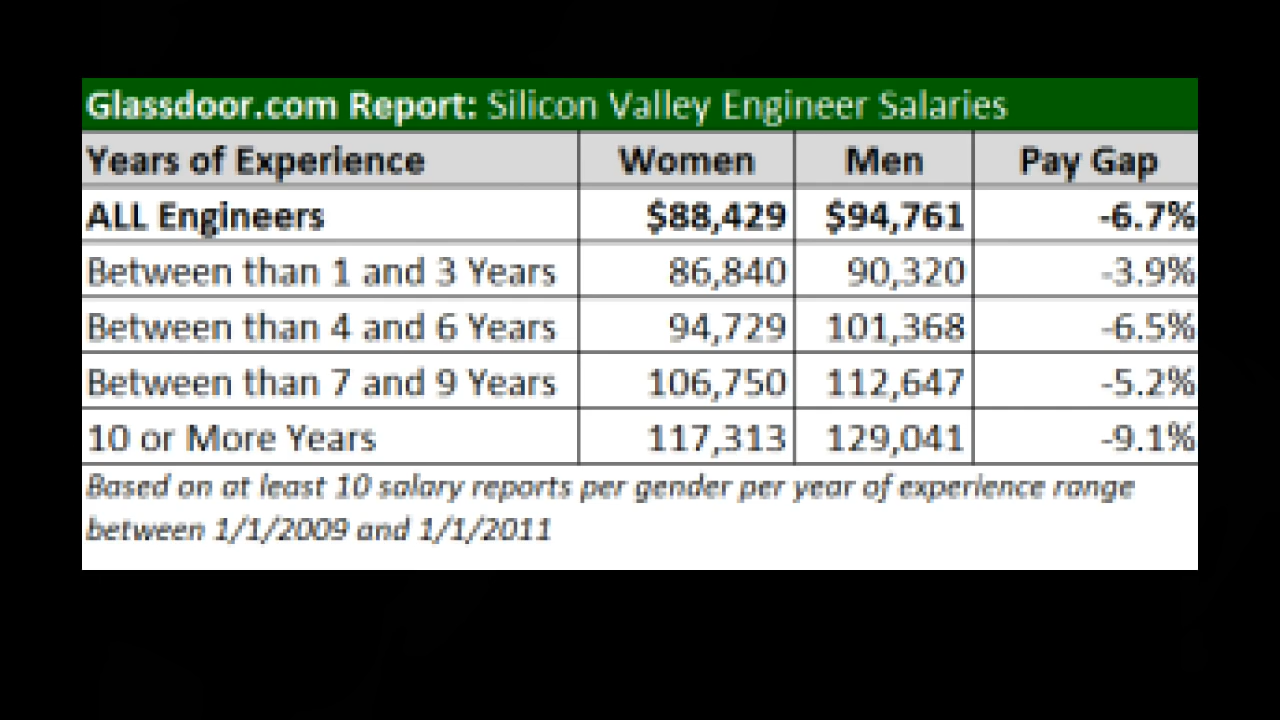 Glassdoor.com Report: Silicon Valley Engineer Salaries
Years of Experience Women Men Pay Gap
ALL Engineers $88,429 $94,761 -6.7%
Between than 1 and 3 Years 86,840 90,320 -3.9%
Between than 4 and 6 Years 94,729 101,368 -6.5%
Between than 7 and 9 Years 106,750 112,647 -5.2%
10 or More Years 117,313 129,041 -9.1%
Based on at least 10 salary reports per gender per year of experience range
between 1/1/2009 and 1/1/2011